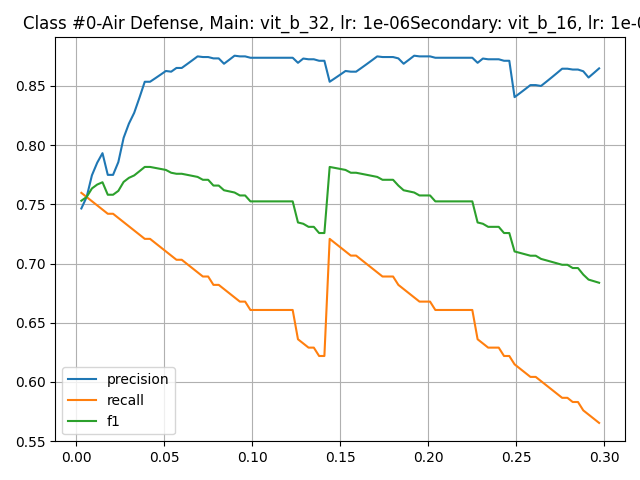 Class #0-Air Defense, Main: vit_b_32, lr: 1e-06Secondary: vit_b_16, lr: 1e-0
0.85
0.80
0.75
0.70
0.65
0.60
0.55
precision
recall
f1
0.00 0.05 0.10 0.15 0.20 0.25 0.30